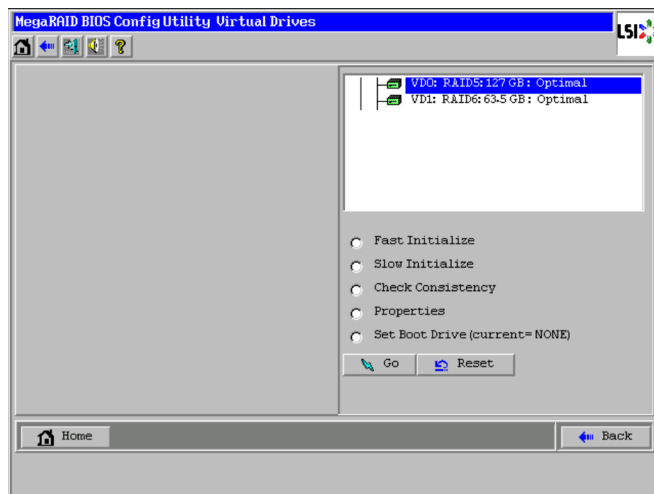 MegaRAID BIOS Config Utility Virtual Drives
LSI
VD0: RAID5: 127 GB: Optimal
VD1: RAID6: 63.5 GB: Optimal
Fast Initialize
Slow Initialize
Check Consistency
Properties
Set Boot Drive (current= NONE)
Go Reset
Home Back